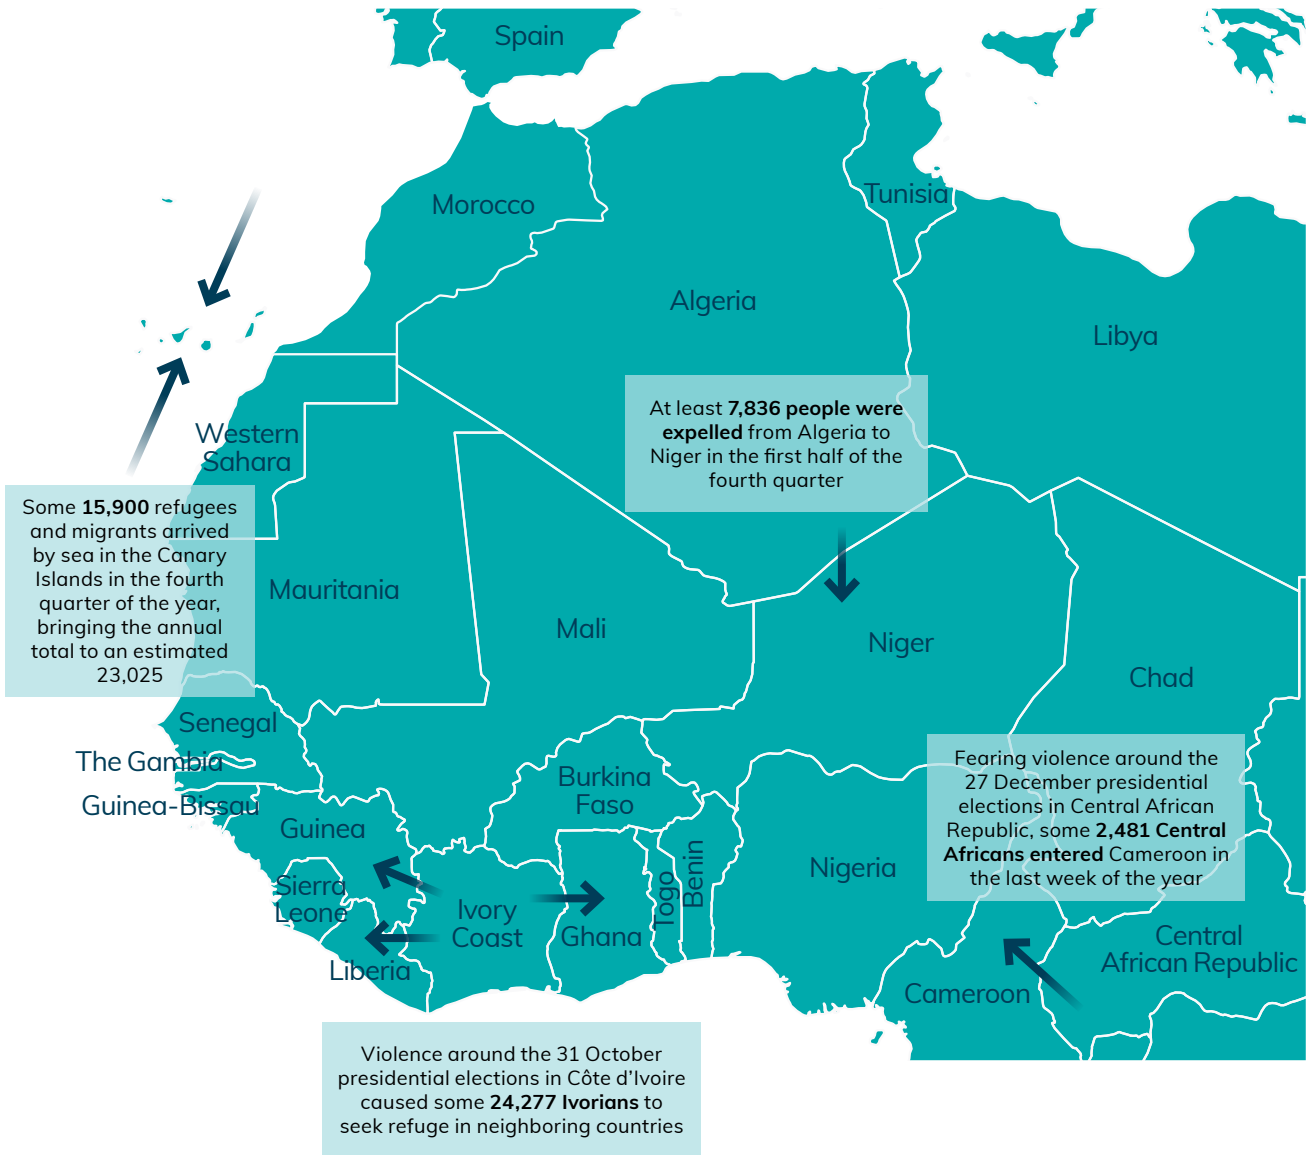 Spain
Morocco
Tunisia
Algeria
Libya
At least 7,836 people were
expelled from Algeria to
Niger in the first half of the
fourth quarter
Western
Sahara
Some 15,900 refugees
and migrants arrived
by sea in the Canary
Islands in the fourth
quarter of the year,
bringing the annual
total to an estimated
23,025
Mauritania
Mali
Niger
Chad
Senegal
The Gambia
Guinea-Bissau
Guinea
Burkina
Faso
Fearing violence around the
27 December presidential
elections in Central African
Republic, some 2,481 Central
Africans entered Cameroon in
the last week of the year
Sierra
Leone
Ivory
Coast
Ghana
Togo
Benin
Nigeria
Liberia
Cameroon
Central
African Republic
Violence around the 31 October
presidential elections in Côte d’Ivoire
caused some 24,277 Ivorians to
seek refuge in neighboring countries